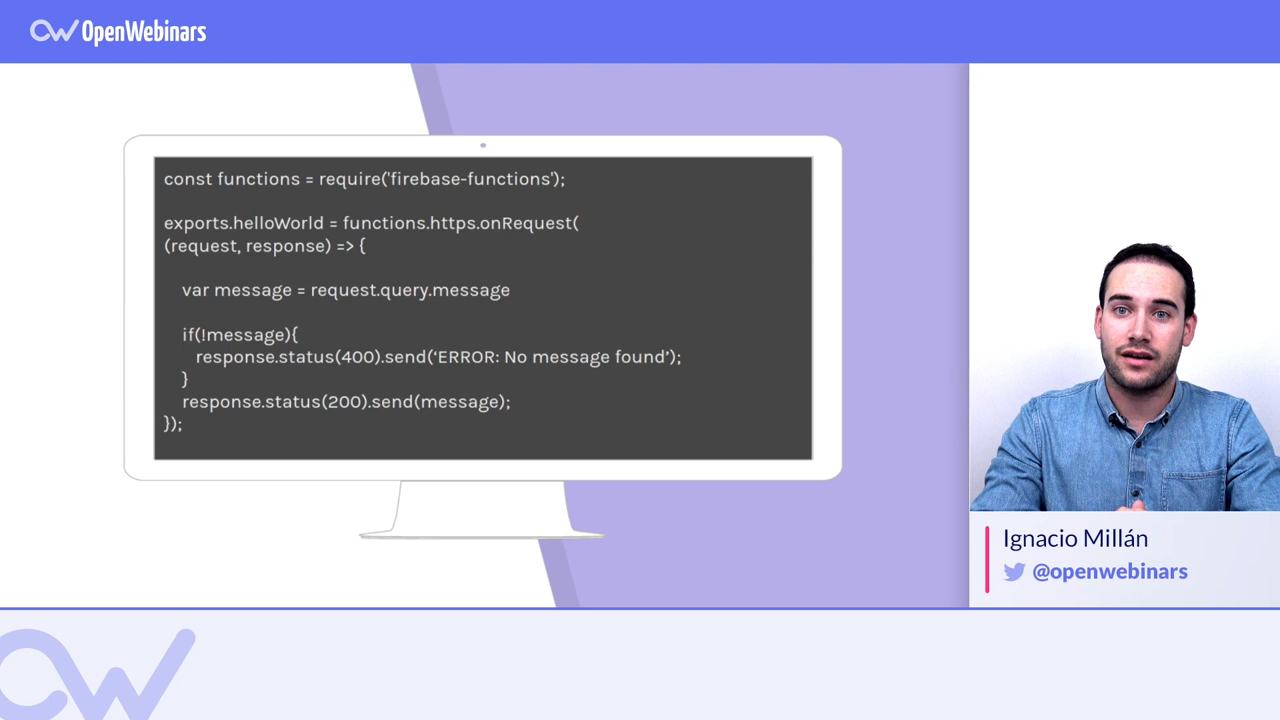 OpenWebinars
const functions = require('firebase-functions');
exports.helloWorld = functions.https.onRequest(
(request, response) => {
var message = request.query.message
if(!message){
response.status(400).send(‘ERROR: No message found’);
}
response.status(200).send(message);
});
Ignacio Millán
@openwebinars